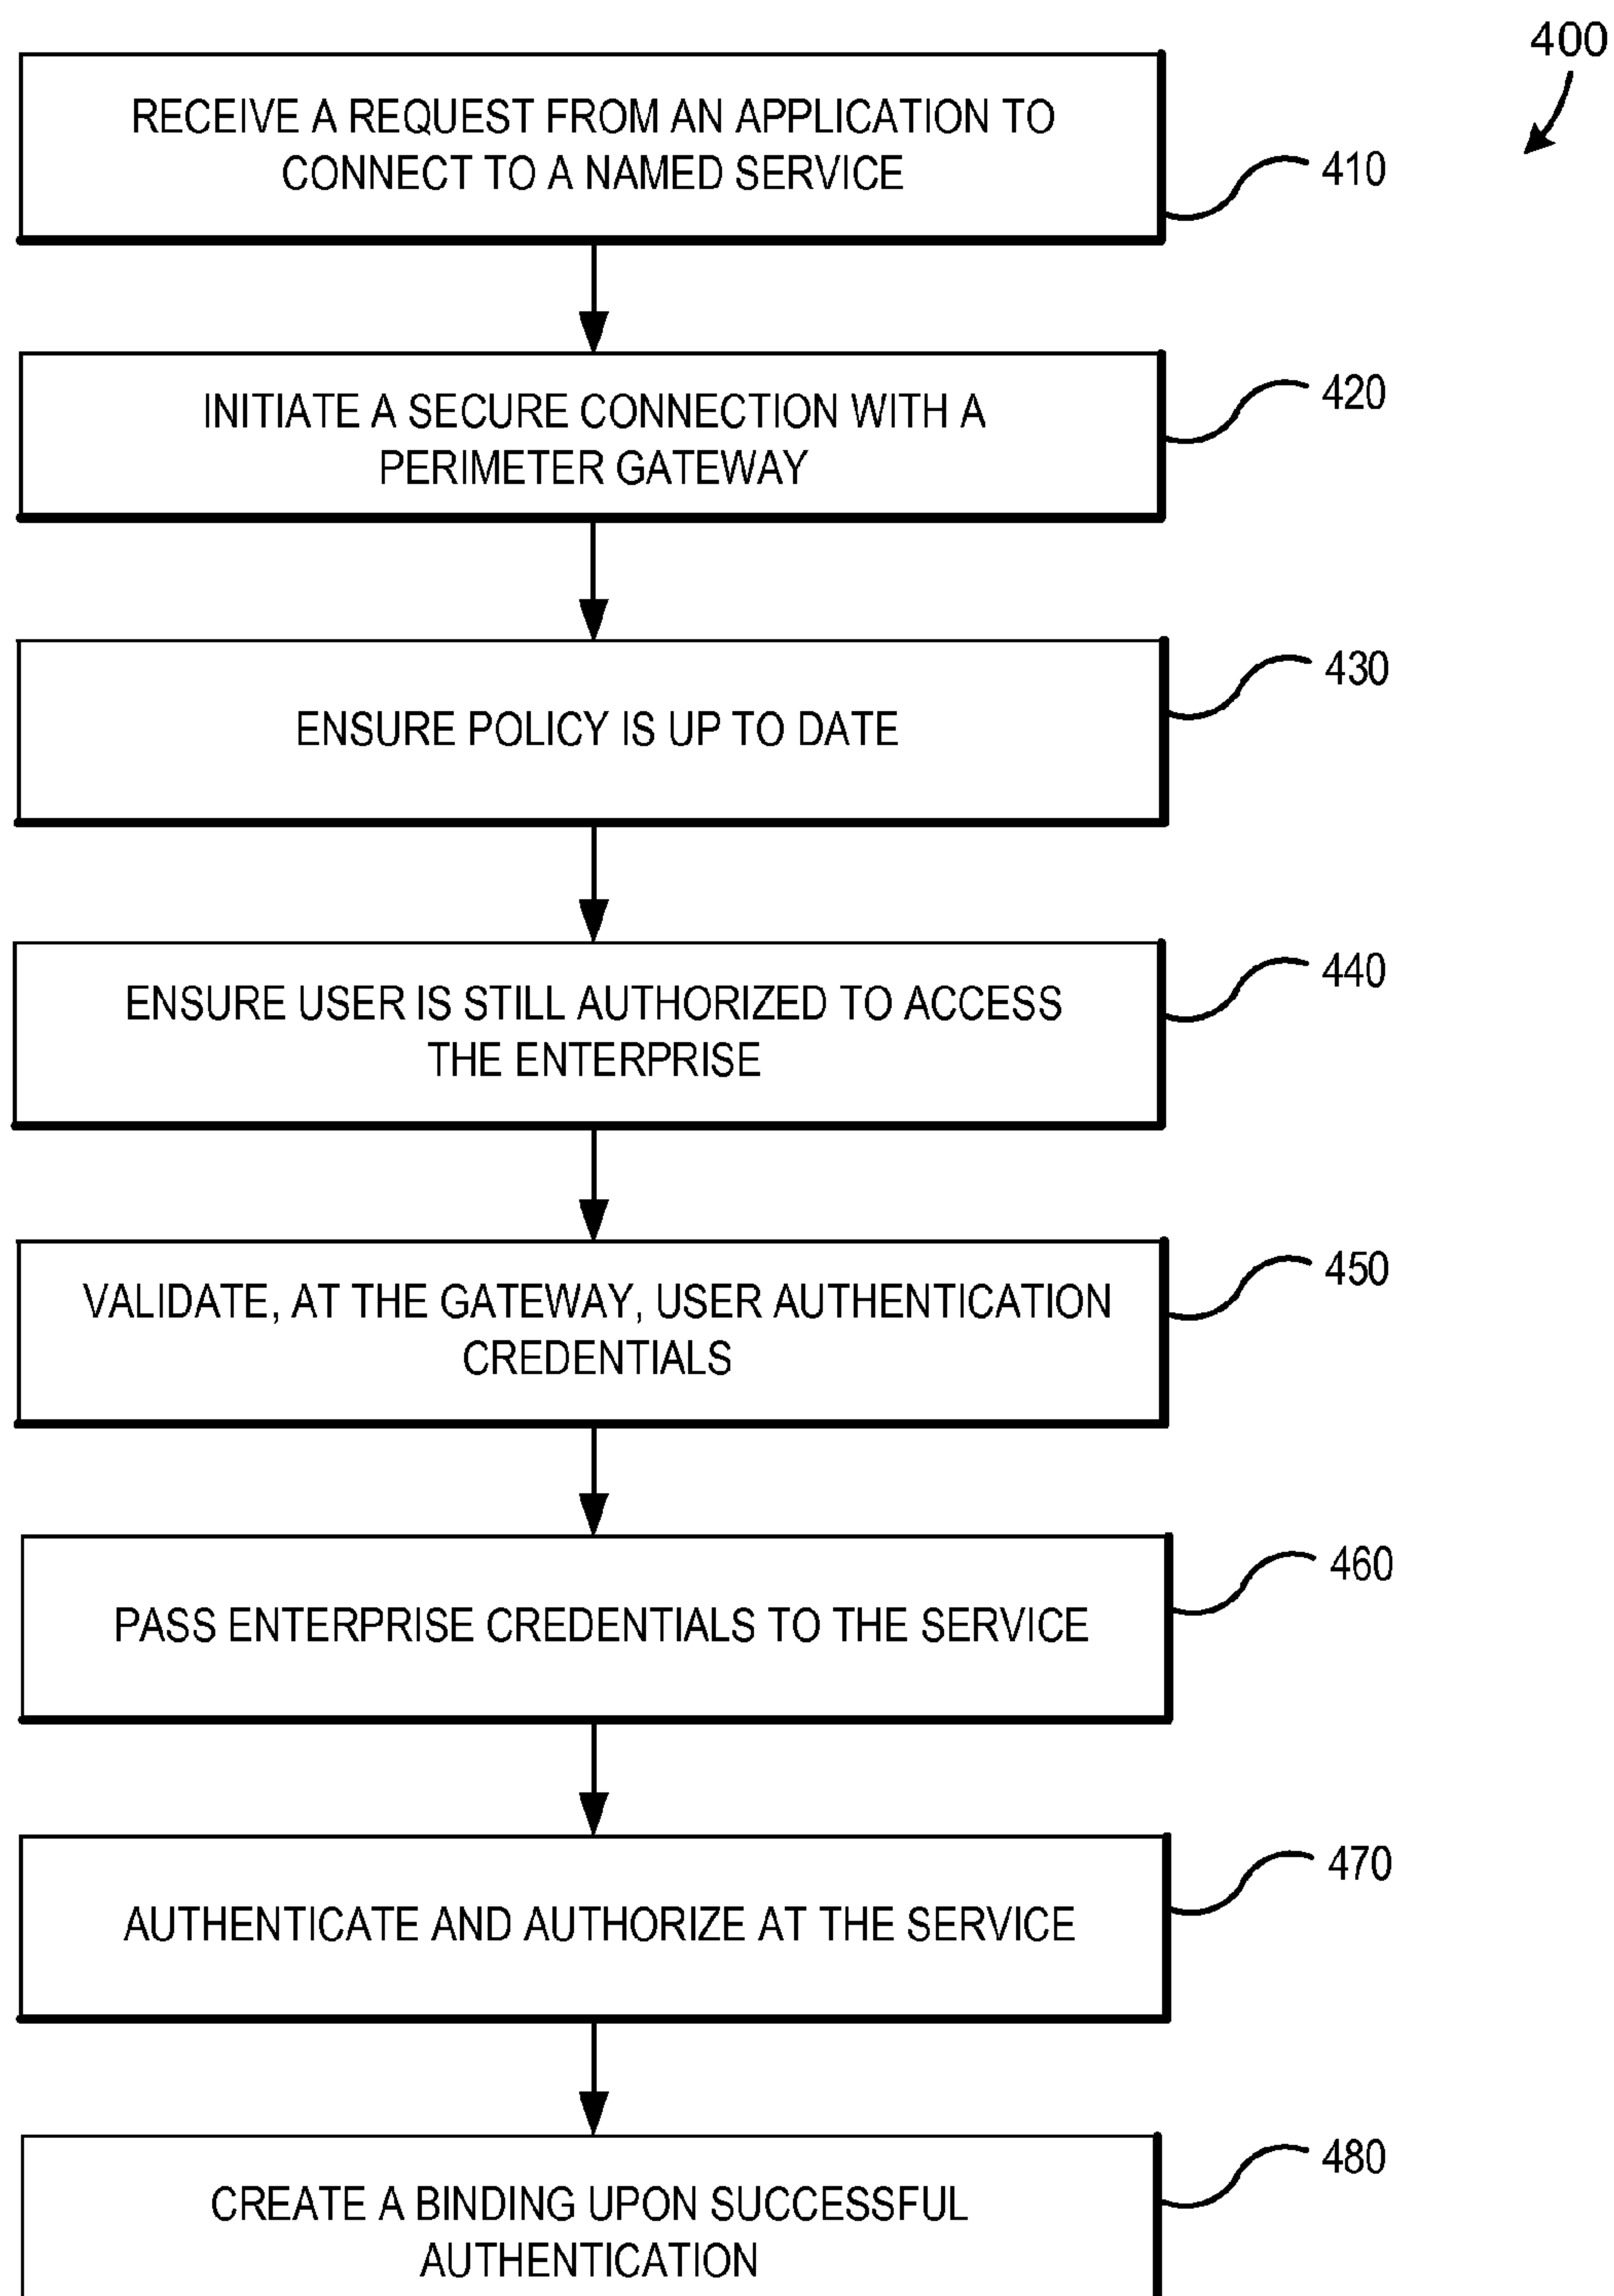 400
RECEIVE A REQUEST FROM AN APPLICATION TO
CONNECT TO A NAMED SERVICE
410
INITIATE A SECURE CONNECTION WITH A
PERIMETER GATEWAY
420
ENSURE POLICY IS UP TO DATE
430
ENSURE USER IS STILL AUTHORIZED TO ACCESS
THE ENTERPRISE
440
VALIDATE, AT THE GATEWAY, USER AUTHENTICATION
CREDENTIALS
450
PASS ENTERPRISE CREDENTIALS TO THE SERVICE
460
AUTHENTICATE AND AUTHORIZE AT THE SERVICE
470
CREATE A BINDING UPON SUCCESSFUL
AUTHENTICATION
480